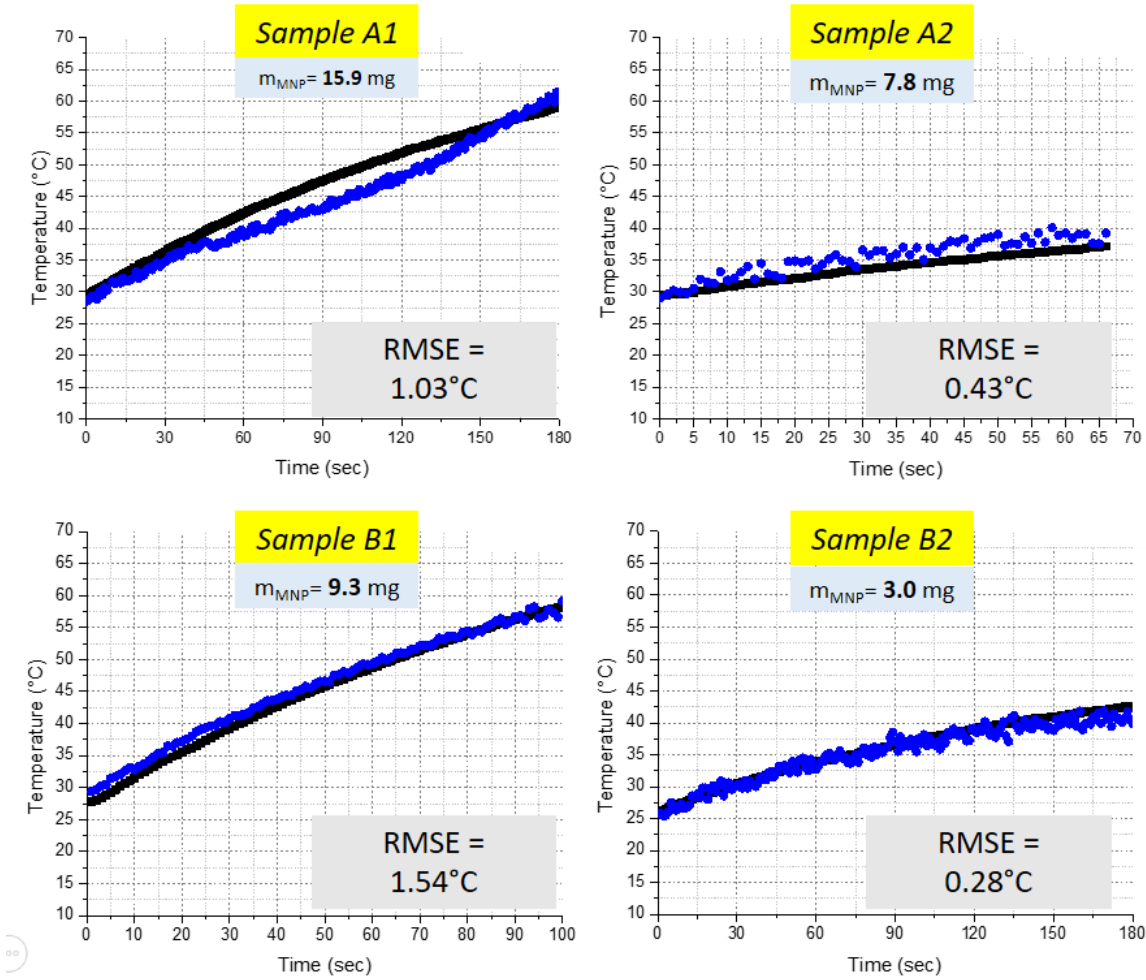 Sample A1
m_MNP= 15.9 mg
Temperature (°C)
70
65
60
55
50
45
40
35
30
25
20
15
10
RMSE =
1.03°C
0 30 60 90 120 150 180
Time (sec)
Sample A2
m_MNP= 7.8 mg
Temperature (°C)
70
65
60
55
50
45
40
35
30
25
20
15
10
RMSE =
0.43°C
0 5 10 15 20 25 30 35 40 45 50 55 60 65 70
Time (sec)
Sample B1
m_MNP= 9.3 mg
Temperature (°C)
70
65
60
55
50
45
40
35
30
25
20
15
10
RMSE =
1.54°C
0 10 20 30 40 50 60 70 80 90 100
Time (sec)
Sample B2
m_MNP= 3.0 mg
Temperature (°C)
70
65
60
55
50
45
40
35
30
25
20
15
10
RMSE =
0.28°C
0 30 60 90 120 150 180
Time (sec)